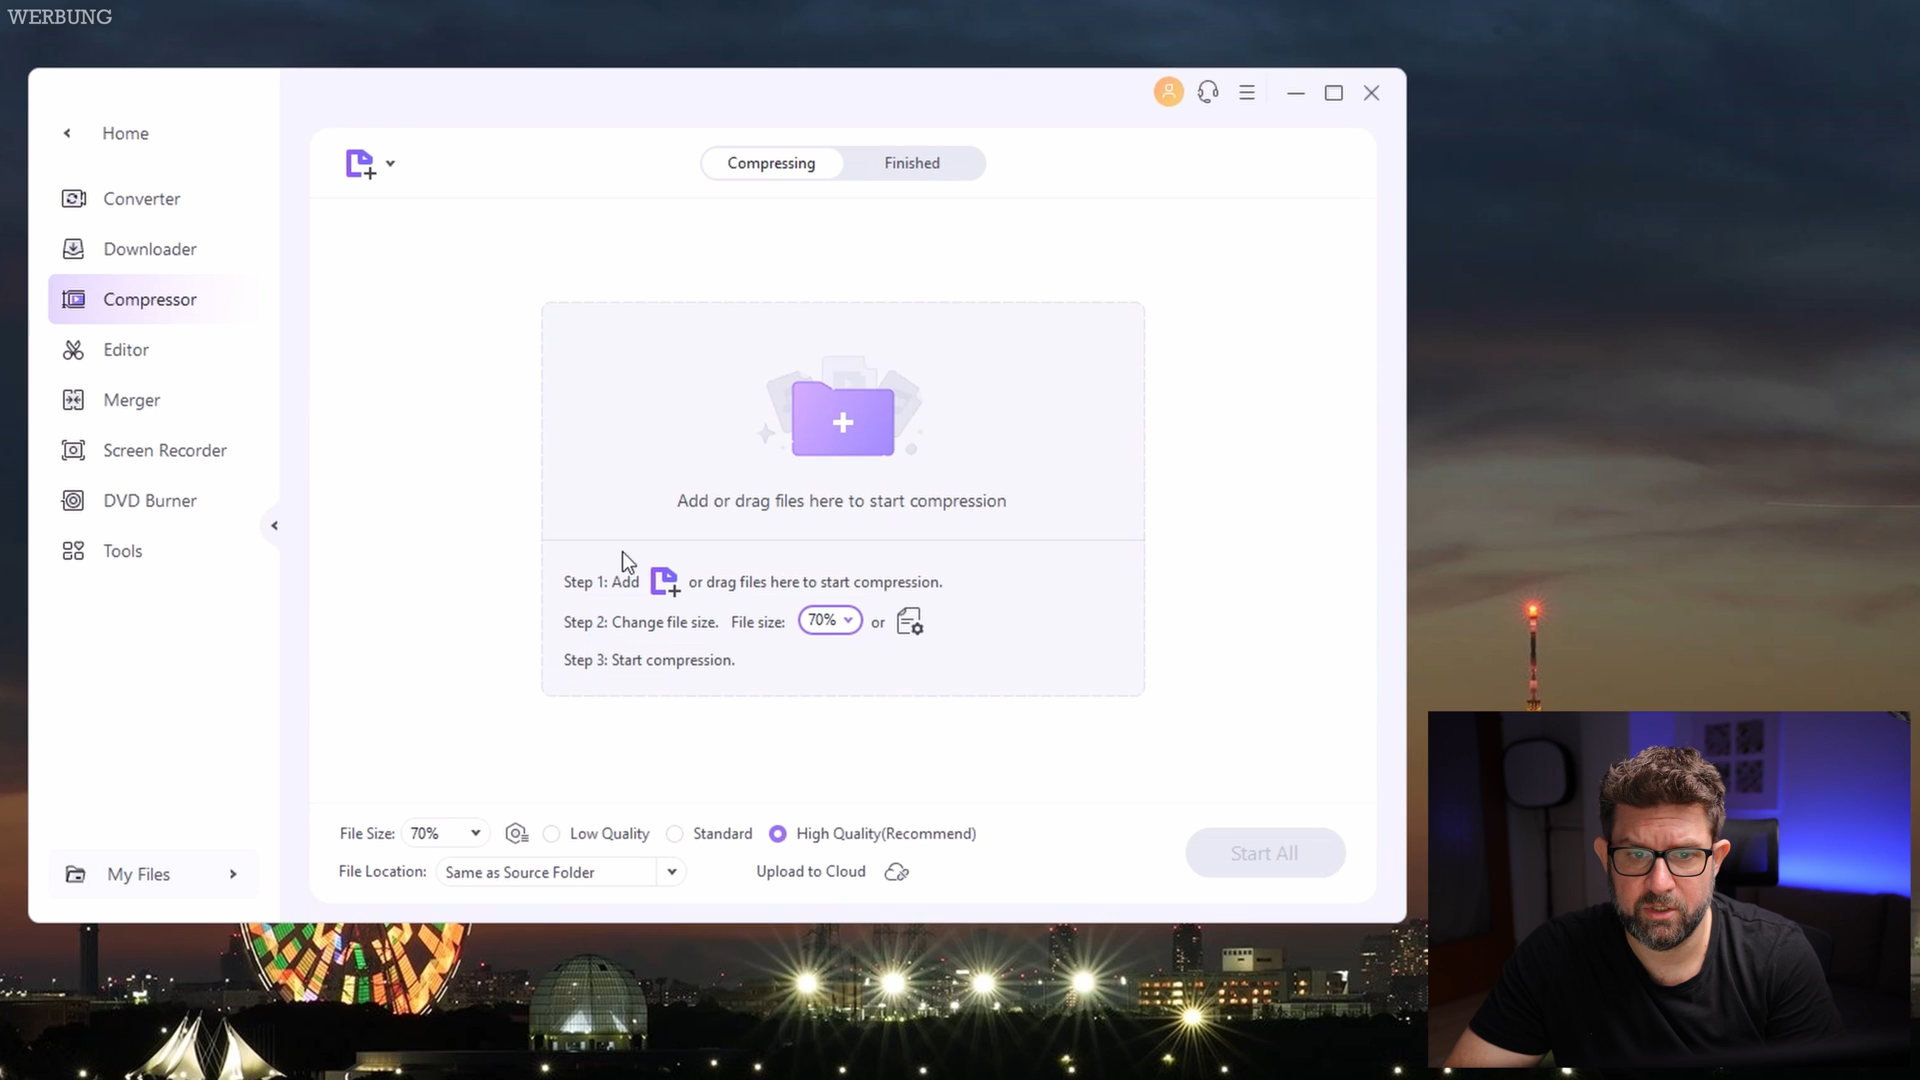 WERBUNG
Home
Converter
Downloader
Compressor
Editor
Merger
Screen Recorder
DVD Burner
Tools
My Files
Compressing
Finished
Add or drag files here to start compression
Step 1: Add or drag files here to start compression.
Step 2: Change file size. File size: 70% or
Step 3: Start compression.
File Size: 70% Low Quality Standard High Quality(Recommend)
File Location: Same as Source Folder Upload to Cloud
Start All